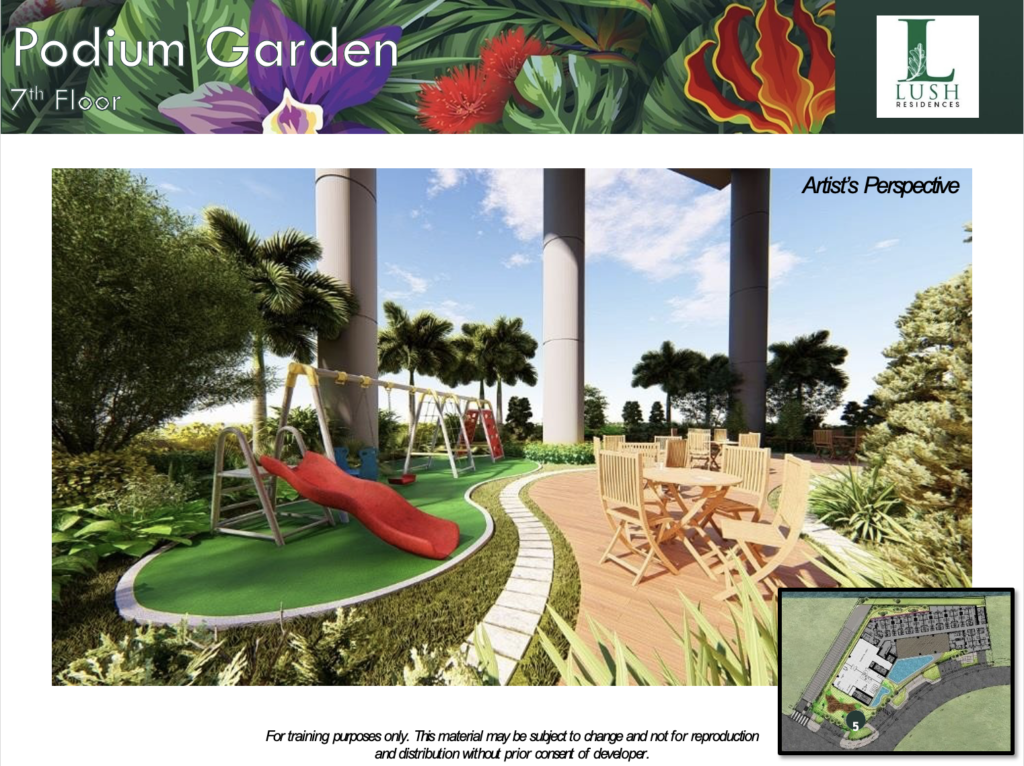 Podium Garden
7th Floor
L
LUSH
RESIDENCES
Artist's Perspective
5
For training purposes only. This material may be subject to change and not for reproduction
and distribution without prior consent of developer.